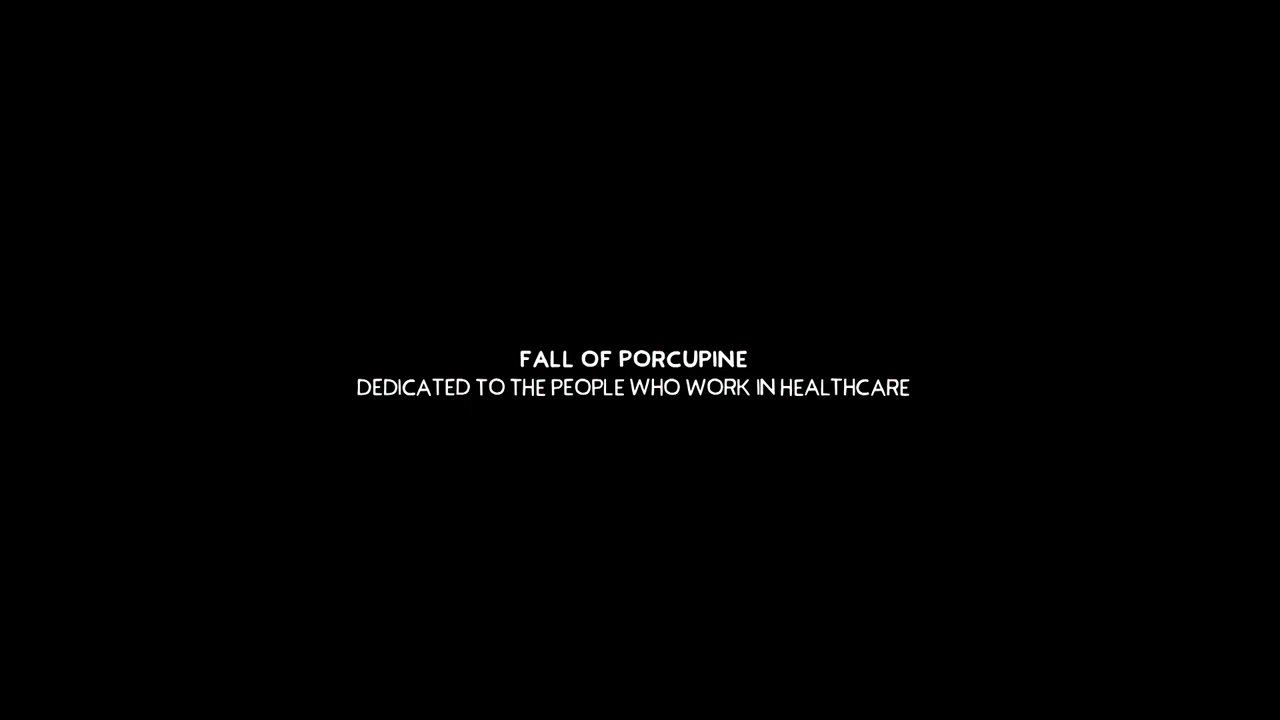 FALL OF PORCUPINE
DEDICATED TO THE PEOPLE WHO WORK IN HEALTHCARE